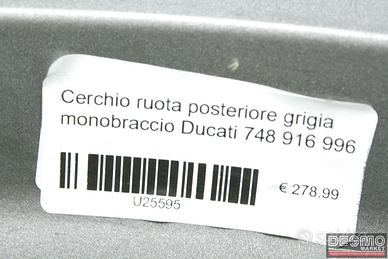 Cerchio ruota posteriore grigia
monobraccio Ducati 748 916 996
€ 278.99
U25595
DESMO
MARKET